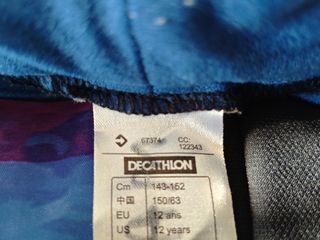 67374 CC:
122343
DECATHLON
Cm 143-152
中国 150/63
EU 12 ans
US 12 years